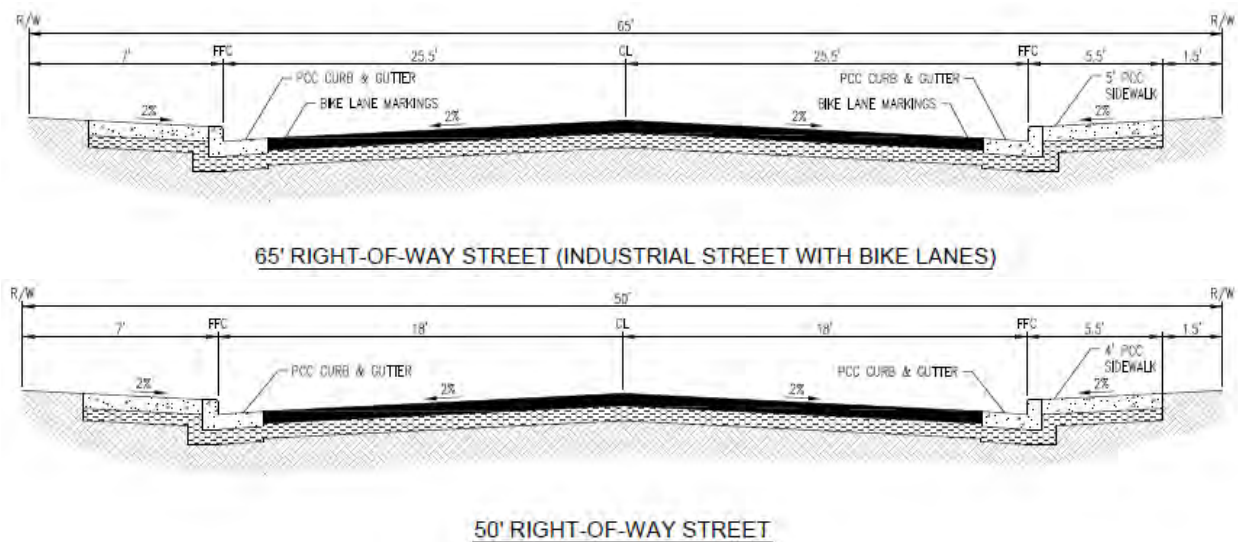 R/W
R/W
65'
7'
FFC
25.5'
CL
25.5'
FFC
5.5'
1.5'
PCC CURB & GUTTER
PCC CURB & GUTTER
5' PCC
SIDEWALK
BIKE LANE MARKINGS
BIKE LANE MARKINGS
2%
2%
2%
2%
65' RIGHT-OF-WAY STREET (INDUSTRIAL STREET WITH BIKE LANES)
R/W
R/W
50'
7'
FFC
18'
CL
18'
FFC
5.5'
1.5'
PCC CURB & GUTTER
PCC CURB & GUTTER
4' PCC
SIDEWALK
2%
2%
2%
2%
50' RIGHT-OF-WAY STREET